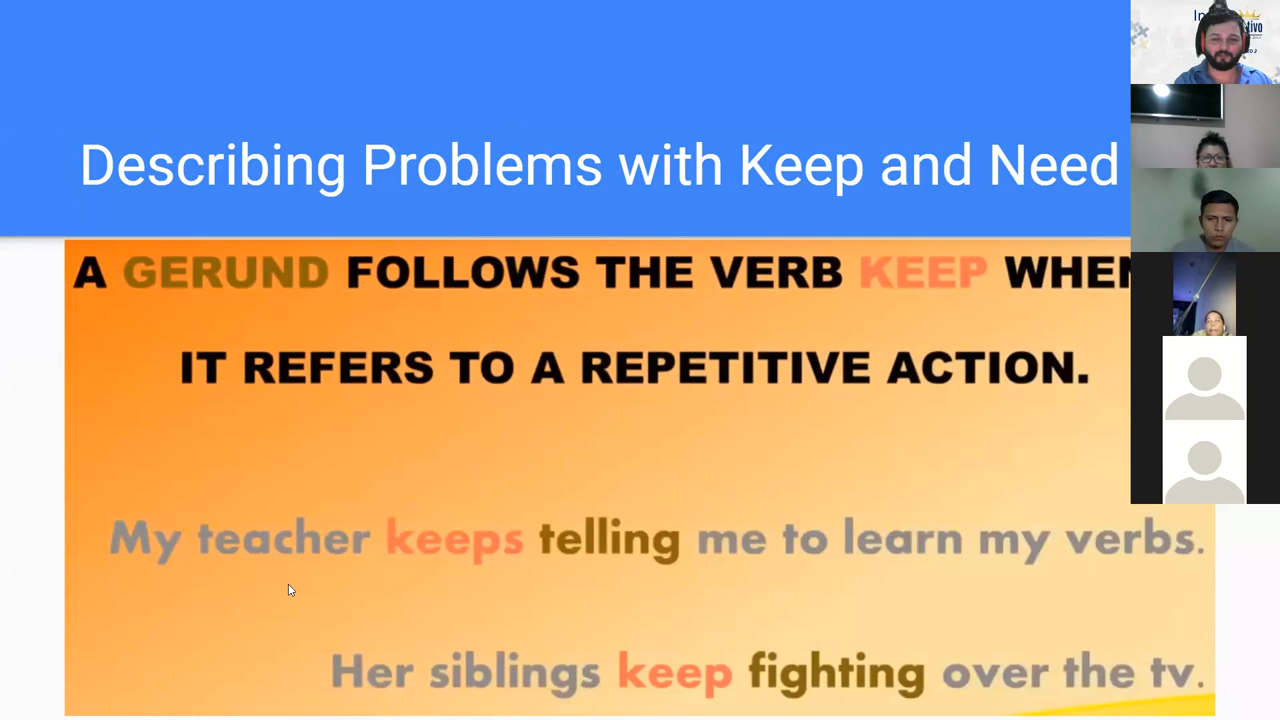 Describing Problems with Keep and Need
A GERUND FOLLOWS THE VERB KEEP WHEN
IT REFERS TO A REPETITIVE ACTION.
My teacher keeps telling me to learn my verbs.
Her siblings keep fighting over the tv.